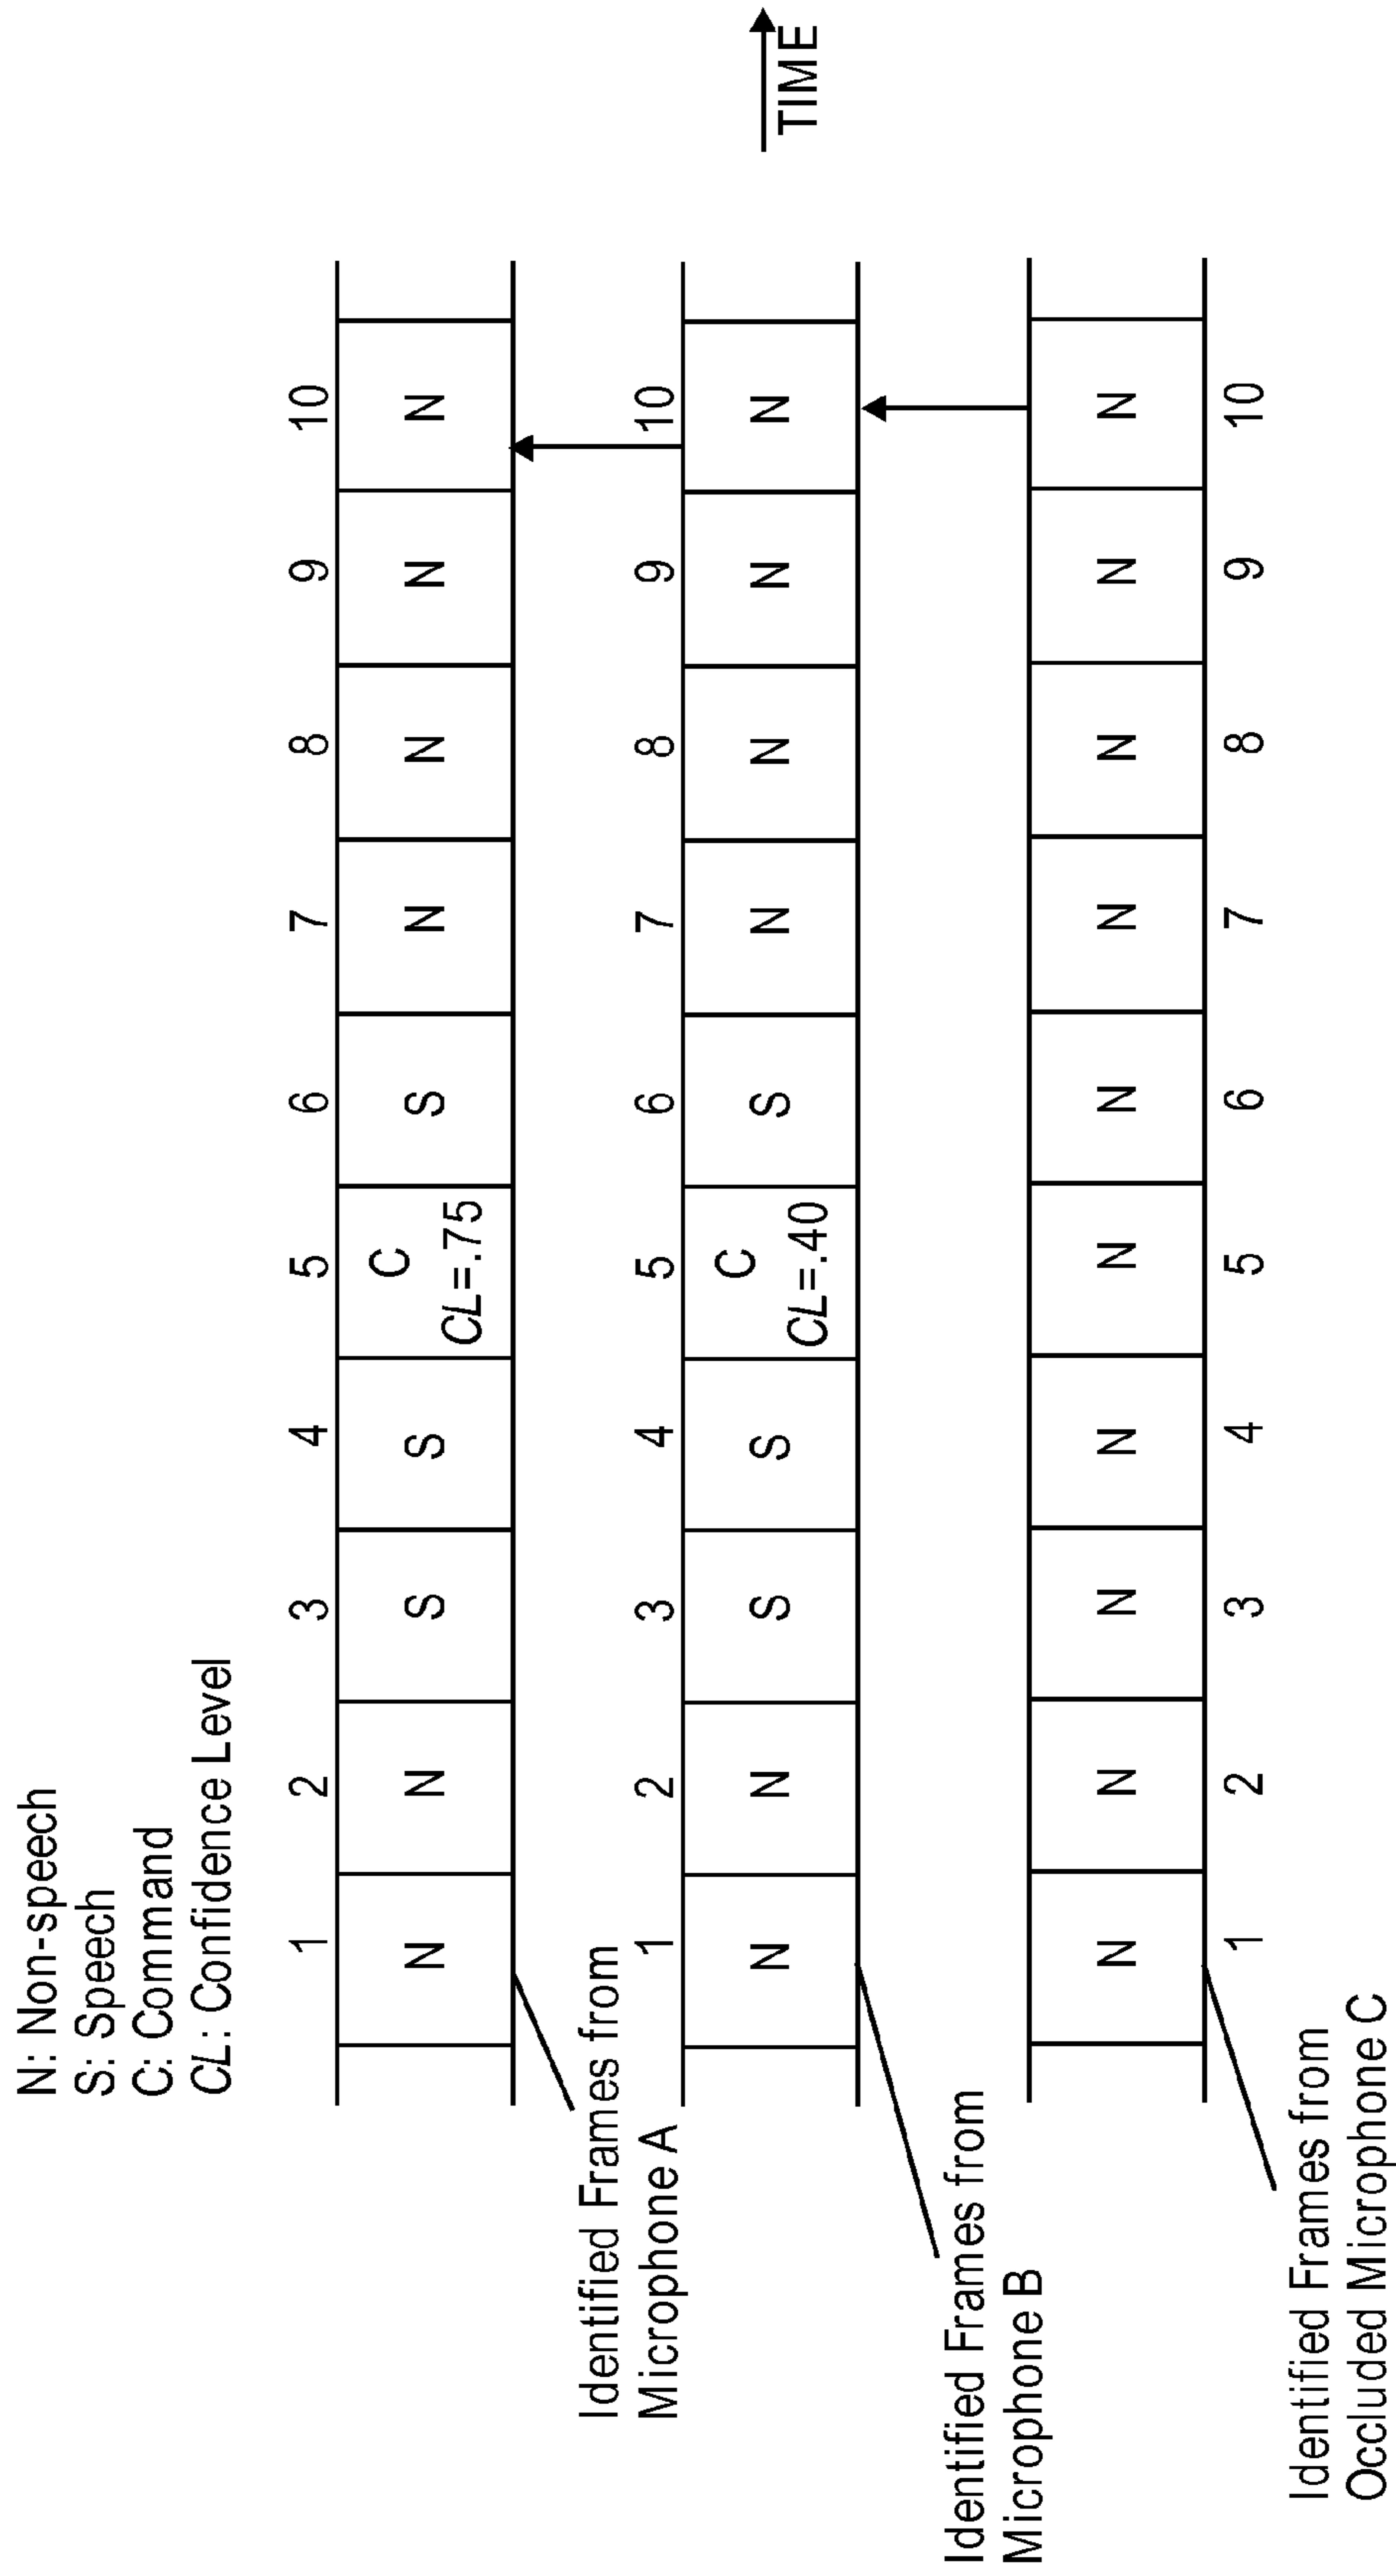 N: Non-speech
S: Speech
C: Command
CL: Confidence Level
1 2 3 4 5 6 7 8 9 10
N N S S C S N N N N
CL=.75
Identified Frames from
Microphone A
1 2 3 4 5 6 7 8 9 10
N N S S C S N N N N
CL=.40
Identified Frames from
Microphone B
N N N N N N N N N N
1 2 3 4 5 6 7 8 9 10
Identified Frames from
Occluded Microphone C
TIME